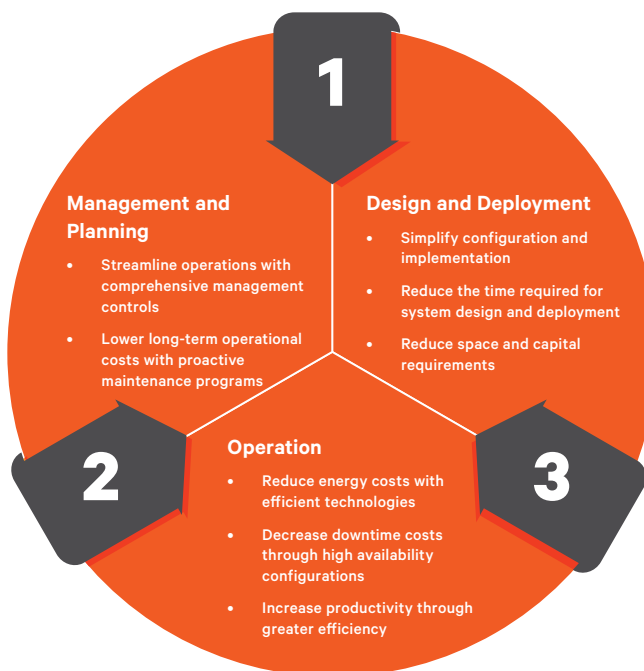 1
Management and
Planning
• Streamline operations with
comprehensive management
controls
• Lower long-term operational
costs with proactive
maintenance programs
Design and Deployment
• Simplify configuration and
implementation
• Reduce the time required for
system design and deployment
• Reduce space and capital
requirements
2
Operation
• Reduce energy costs with
efficient technologies
• Decrease downtime costs
through high availability
configurations
• Increase productivity through
greater efficiency
3